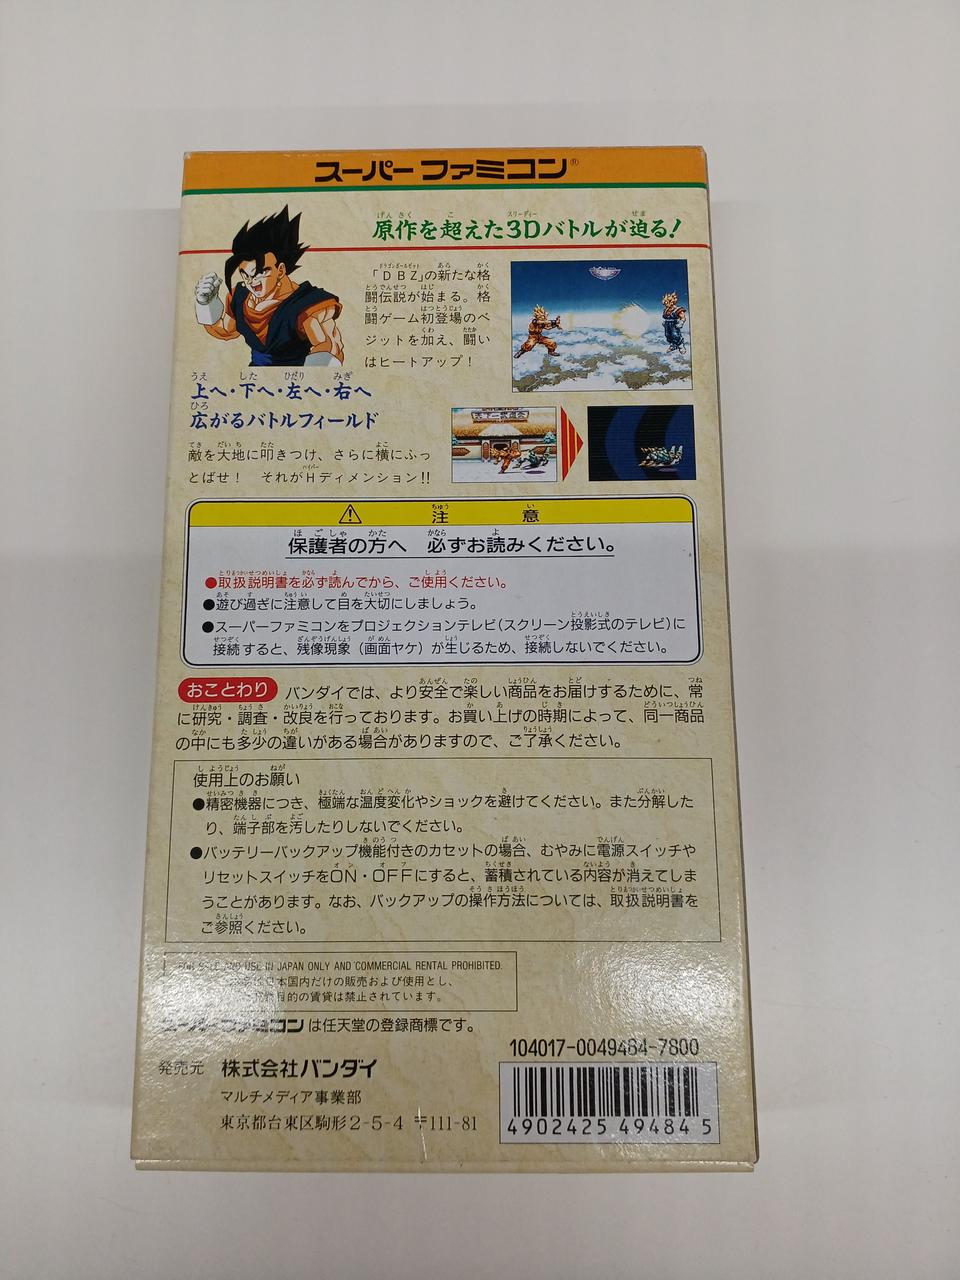 スーパーファミコン®
原作を超えた3Dバトルが迫る!
「DBZ」の新たな格
闘伝説が始まる。格
闘ゲーム初登場のベ
ジットを加え、闘い
はヒートアップ!
上へ・下へ・左へ・右へ
広がるバトルフィールド
敵を大地に叩きつけ、さらに横にふっ
とばせ! それがHディメンション!!
注 意
保護者の方へ 必ずお読みください。
●取扱説明書を必ず読んでから、ご使用ください。
●遊び過ぎに注意して目を大切にしましょう。
●スーパーファミコンをプロジェクションテレビ(スクリーン投影式のテレビ)に
接続すると、残像現象(画面ヤケ)が生じるため、接続しないでください。
おことわり バンダイでは、より安全で楽しい商品をお届けするために、常
に研究・調査・改良を行っております。お買い上げの時期によって、同一商品
の中にも多少の違いがある場合がありますので、ご了承ください。
使用上のお願い
●精密機器につき、極端な温度変化やショックを避けてください。また分解した
り、端子部を汚したりしないでください。
●バッテリーバックアップ機能付きのカセットの場合、むやみに電源スイッチや
リセットスイッチをON・OFFにすると、蓄積されている内容が消えてしま
うことがあります。なお、バックアップの操作方法については、取扱説明書を
ご参照ください。
FOR SALE AND USE IN JAPAN ONLY AND COMMERCIAL RENTAL PROHIBITED.
日本国内だけの販売および使用とし、
目的の賃貸は禁止されています。
スーパーファミコンは任天堂の登録商標です。
104017-0049484-7800
発売元 株式会社バンダイ
マルチメディア事業部
東京都台東区駒形2-5-4 〒111-81
4902425494845